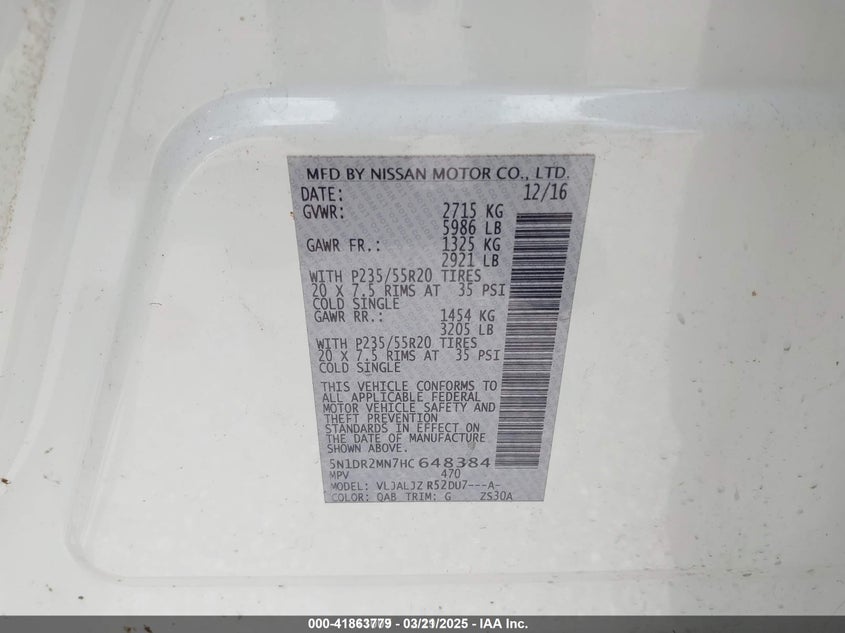 MFD BY NISSAN MOTOR CO., LTD.
DATE: 12/16
GVWR: 2715 KG
5986 LB
GAWR FR.: 1325 KG
2921 LB
WITH P235/55R20 TIRES
20 X 7.5 RIMS AT 35 PSI
COLD SINGLE
GAWR RR.: 1454 KG
3205 LB
WITH P235/55R20 TIRES
20 X 7.5 RIMS AT 35 PSI
COLD SINGLE
THIS VEHICLE CONFORMS TO
ALL APPLICABLE FEDERAL
MOTOR VEHICLE SAFETY AND
THEFT PREVENTION
STANDARDS IN EFFECT ON
THE DATE OF MANUFACTURE
SHOWN ABOVE.
5N1DR2MN7HC648384
MPV 470
MODEL: VLJALJZ R52DU7---A-
COLOR: QAB TRIM: G ZS30A
000-41863779 - 03/21/2025 - IAA Inc.